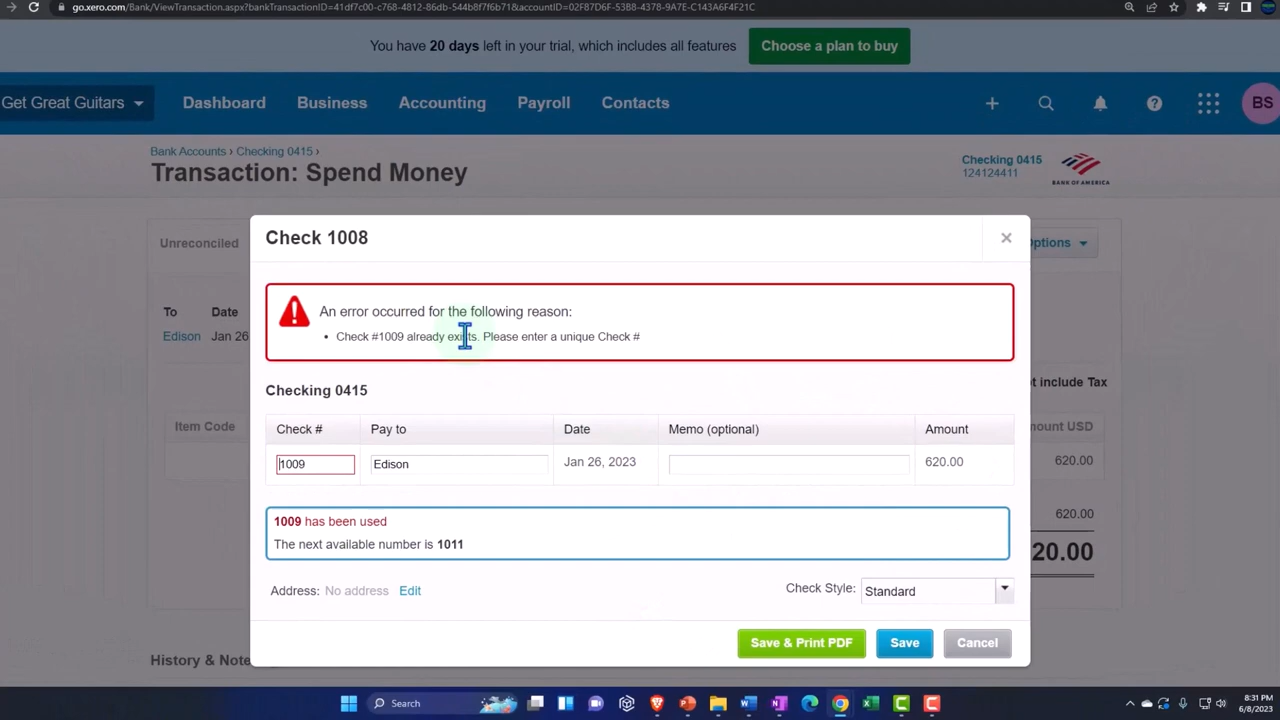 go.xero.com/Bank/ViewTransaction.aspx?bankTransactionID=41df7c00-c768-4812-86db-544b8f7f6b71&accountID=02F87D6F-53B8-4378-9A7E-C13A6A6F4F21C
You have 20 days left in your trial, which includes all features
Choose a plan to buy
Get Great Guitars
Dashboard
Business
Accounting
Payroll
Contacts
BS
Bank Accounts › Checking 0415 ›
Transaction: Spend Money
Checking 0415
124124411
BANK OF AMERICA
Check 1008
Unreconciled
Options
An error occurred for the following reason:
To
Date
• Check #1009 already exists. Please enter a unique Check #
Edison
Jan 26
Checking 0415
t include Tax
Item Code
Check #
Pay to
Date
Memo (optional)
Amount
mount USD
1009
Edison
Jan 26, 2023
620.00
620.00
1009 has been used
620.00
The next available number is 1011
20.00
Address: No address Edit
Check Style:
Standard
Save & Print PDF
Save
Cancel
History & Note
Search
8:31 PM
6/8/2023